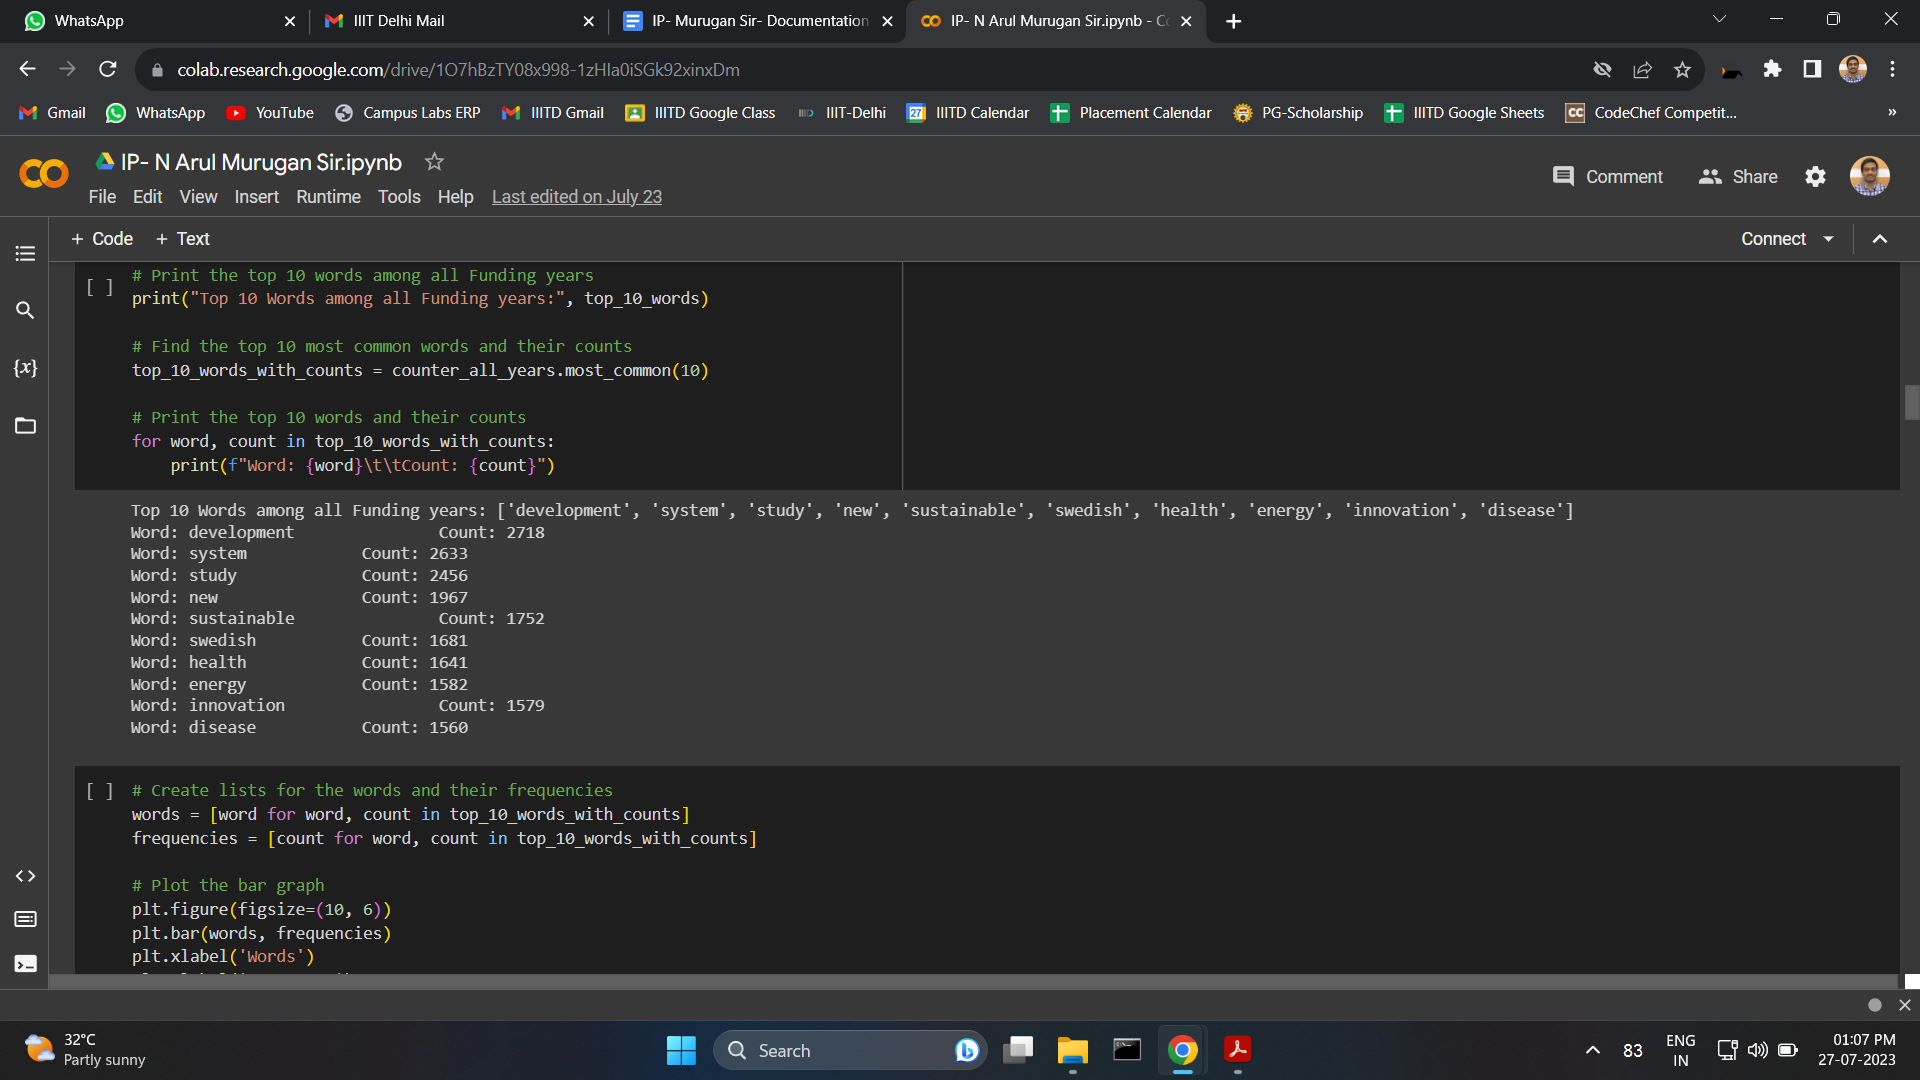 WhatsApp
IIIT Delhi Mail
IP- Murugan Sir- Documentation
IP- N Arul Murugan Sir.ipynb - Co
colab.research.google.com/drive/1O7hBzTY08x998-1zHIa0iSGk92xinxDm
Gmail WhatsApp YouTube Campus Labs ERP IIITD Gmail IIITD Google Class IIIT-Delhi IIITD Calendar Placement Calendar PG-Scholarship IIITD Google Sheets CodeChef Competit... »
IP- N Arul Murugan Sir.ipynb
Comment Share
File Edit View Insert Runtime Tools Help Last edited on July 23
+ Code + Text
Connect
{x}
[ ] # Print the top 10 words among all Funding years
print("Top 10 Words among all Funding years:", top_10_words)
# Find the top 10 most common words and their counts
top_10_words_with_counts = counter_all_years.most_common(10)
# Print the top 10 words and their counts
for word, count in top_10_words_with_counts:
print(f"Word: {word}\t\tCount: {count}")
Top 10 Words among all Funding years: ['development', 'system', 'study', 'new', 'sustainable', 'swedish', 'health', 'energy', 'innovation', 'disease']
Word: development Count: 2718
Word: system Count: 2633
Word: study Count: 2456
Word: new Count: 1967
Word: sustainable Count: 1752
Word: swedish Count: 1681
Word: health Count: 1641
Word: energy Count: 1582
Word: innovation Count: 1579
Word: disease Count: 1560
[ ] # Create lists for the words and their frequencies
words = [word for word, count in top_10_words_with_counts]
frequencies = [count for word, count in top_10_words_with_counts]
# Plot the bar graph
plt.figure(figsize=(10, 6))
plt.bar(words, frequencies)
plt.xlabel('Words')
32°C
Partly sunny
Search
83
ENG
IN
01:07 PM
27-07-2023